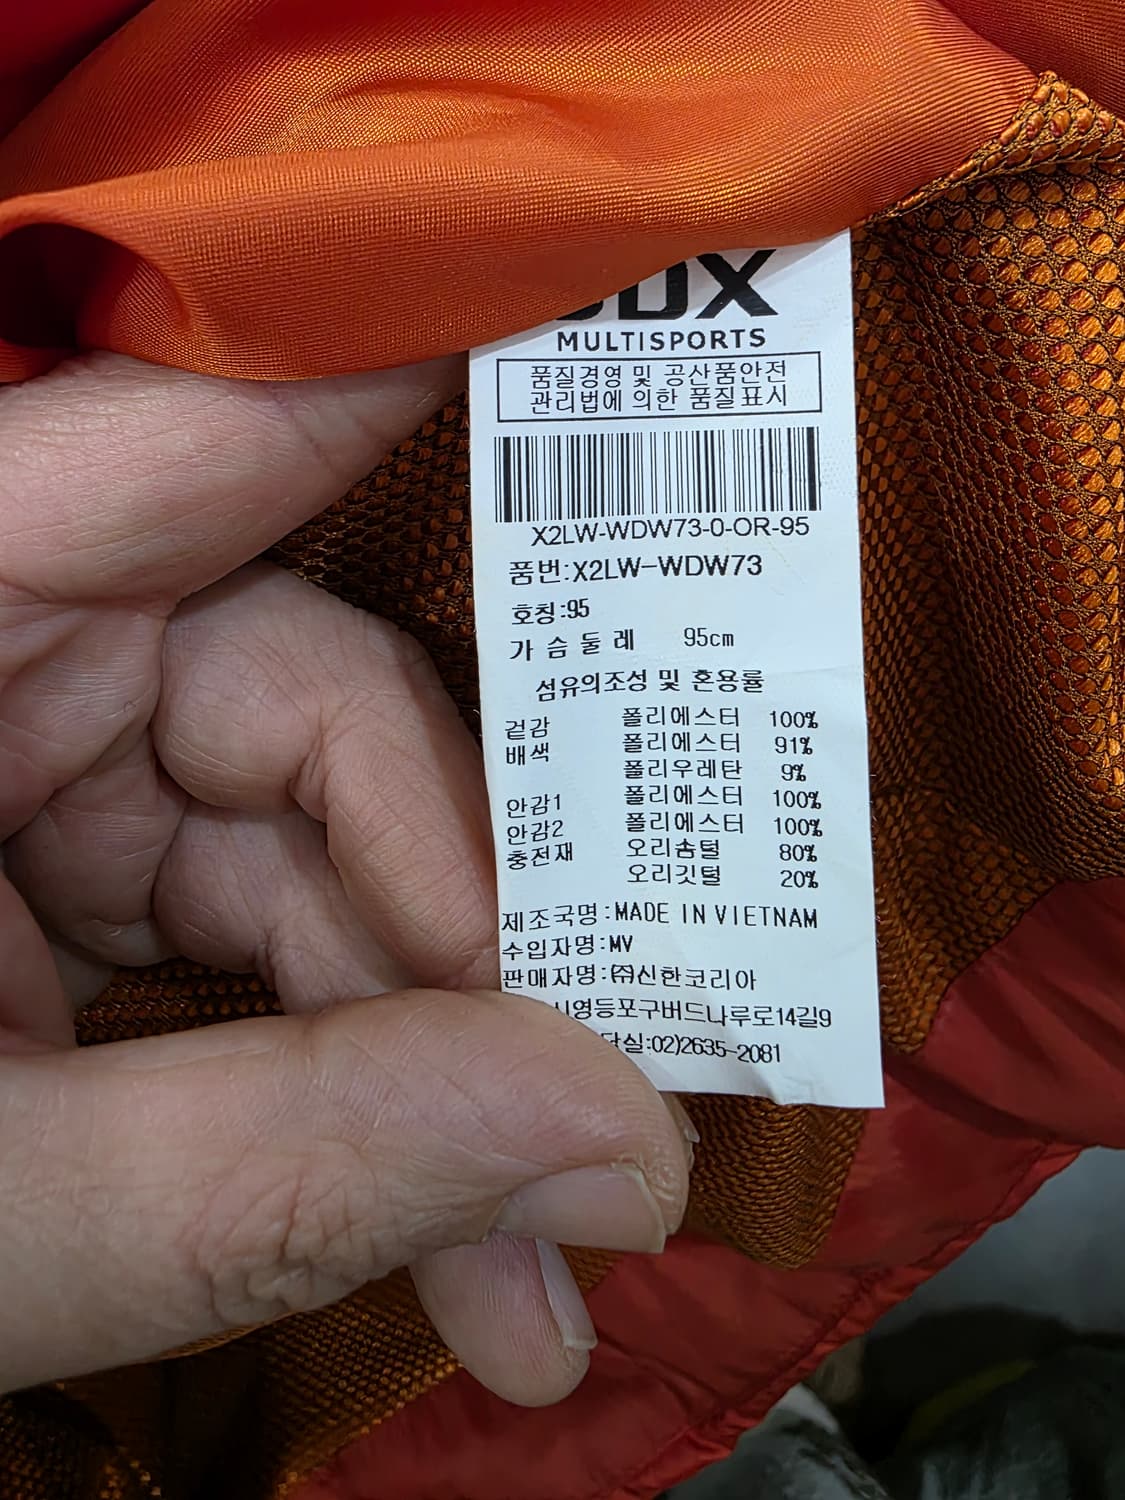 MULTISPORTS
품질경영 및 공산품안전
관리법에 의한 품질표시
X2LW-WDW73-0-OR-95
품번:X2LW-WDW73
호칭:95
가슴둘레 95cm
섬유의조성 및 혼용률
겉감 폴리에스터 100%
배색 폴리에스터 91%
폴리우레탄 9%
안감1 폴리에스터 100%
안감2 폴리에스터 100%
충전재 오리솜털 80%
오리깃털 20%
제조국명:MADE IN VIETNAM
수입자명:MV
판매자명:㈜신한코리아
영등포구버드나루로14길9
02)2635-2081